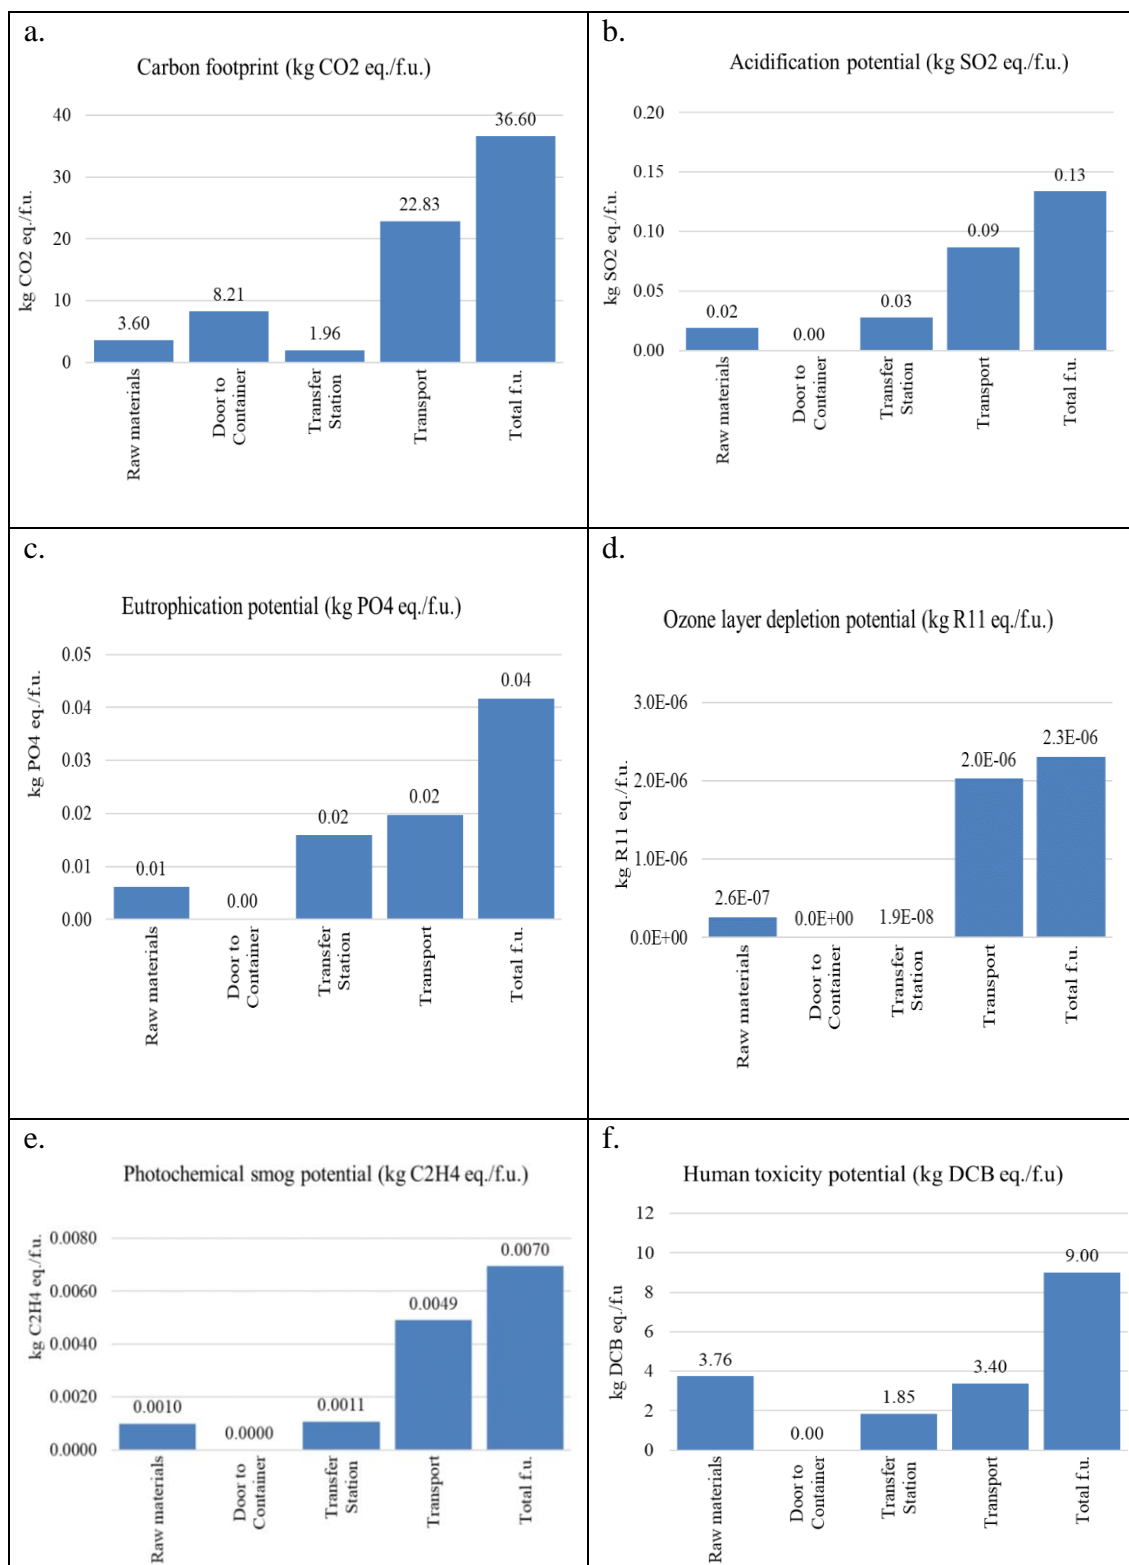 a.
Carbon footprint (kg CO2 eq./f.u.)
kg CO2 eq./f.u.
40
30
20
10
0
3.60
8.21
1.96
22.83
36.60
Raw materials
Door to
Container
Transfer
Station
Transport
Total f.u.
b.
Acidification potential (kg SO2 eq./f.u.)
kg SO2 eq./f.u.
0.20
0.15
0.10
0.05
0.00
0.02
0.00
0.03
0.09
0.13
Raw materials
Door to
Container
Transfer
Station
Transport
Total f.u.
c.
Eutrophication potential (kg PO4 eq./f.u.)
kg PO4 eq./f.u.
0.05
0.04
0.03
0.02
0.01
0.00
0.01
0.00
0.02
0.02
0.04
Raw materials
Door to
Container
Transfer
Station
Transport
Total f.u.
d.
Ozone layer depletion potential (kg R11 eq./f.u.)
kg R11 eq./f.u.
3.0E-06
2.0E-06
1.0E-06
0.0E+00
2.6E-07
0.0E+00
1.9E-08
2.0E-06
2.3E-06
Raw materials
Door to
Container
Transfer
Station
Transport
Total f.u.
e.
Photochemical smog potential (kg C2H4 eq./f.u.)
kg C2H4 eq./f.u.
0.0080
0.0060
0.0040
0.0020
0.0000
0.0010
0.0000
0.0011
0.0049
0.0070
Raw materials
Door to
Container
Transfer
Station
Transport
Total f.u.
f.
Human toxicity potential (kg DCB eq./f.u)
kg DCB eq./f.u
12
10
8
6
4
2
0
3.76
0.00
1.85
3.40
9.00
Raw materials
Door to
Container
Transfer
Station
Transport
Total f.u.